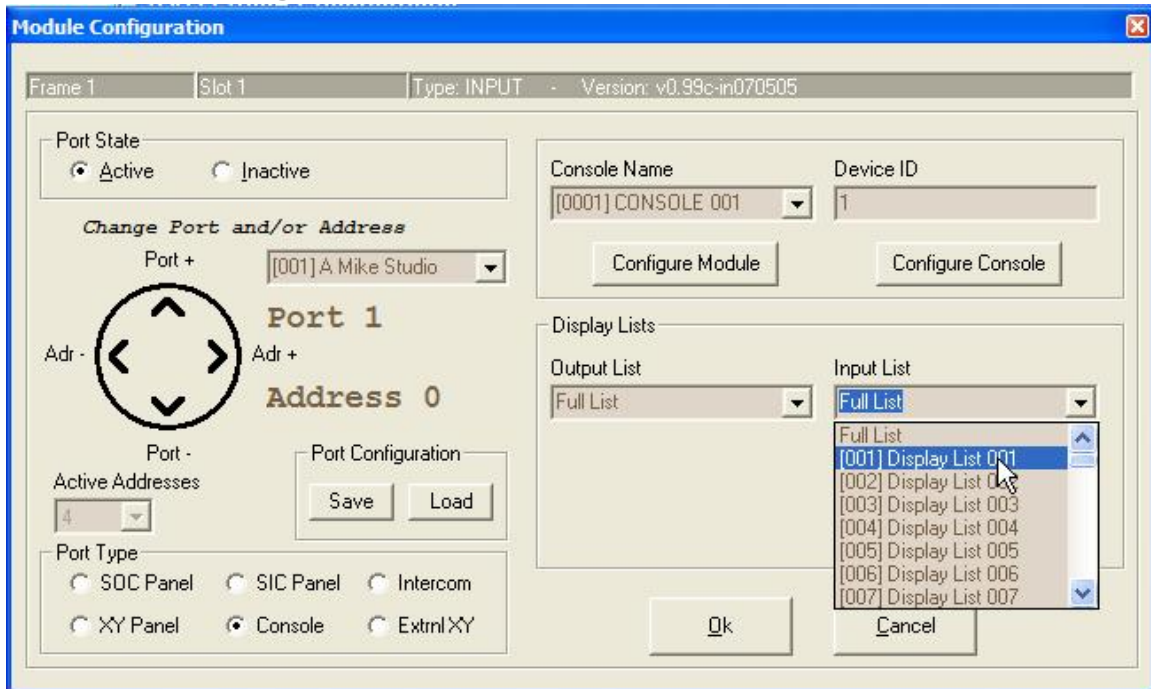 Module Configuration
Frame 1 Slot 1 Type: INPUT - Version: v0.99c-in070505
Port State
Active Inactive
Change Port and/or Address
Port +
[001] A Mike Studio
Port 1
Adr - Adr +
Address 0
Port -
Active Addresses
4
Port Configuration
Save Load
Port Type
SOC Panel SIC Panel Intercom
XY Panel Console Extrnl XY
Console Name Device ID
[0001] CONSOLE 001 1
Configure Module Configure Console
Display Lists
Output List Input List
Full List Full List
Full List
[001] Display List 001
[002] Display List
[003] Display List 003
[004] Display List 004
[005] Display List 005
[006] Display List 006
[007] Display List 007
Ok Cancel